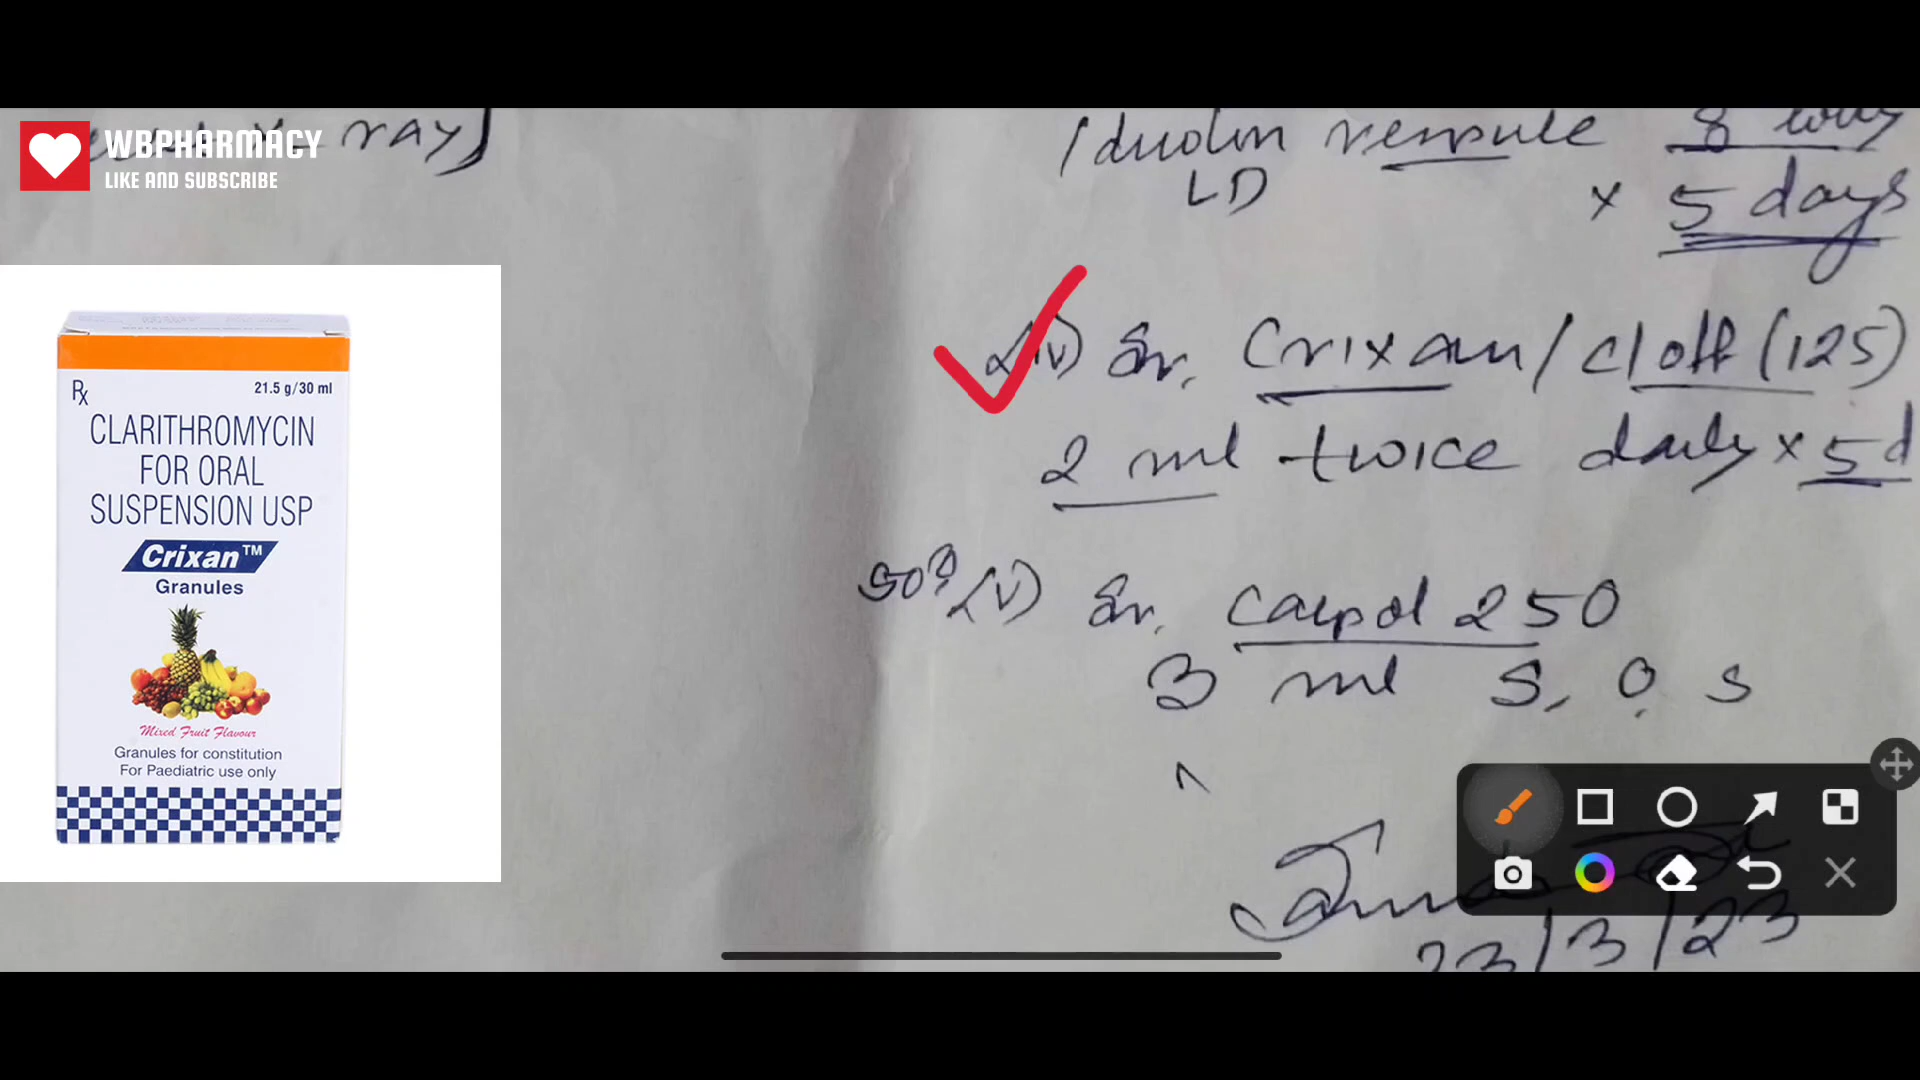 x-ray]
WBPHARMACY
LIKE AND SUBSCRIBE
/duolin respule 8 hrly
LD x 5 days
Rx 21.5 g/30 ml
CLARITHROMYCIN
FOR ORAL
SUSPENSION USP
Crixan™
Granules
Mixed Fruit Flavour
Granules for constitution
For Paediatric use only
(iv) Sr. Crixan / cloff (125)
2 ml twice daily x 5 d
SOS (v) Sr. Calpol 250
3 ml S.O.S
23/3/23